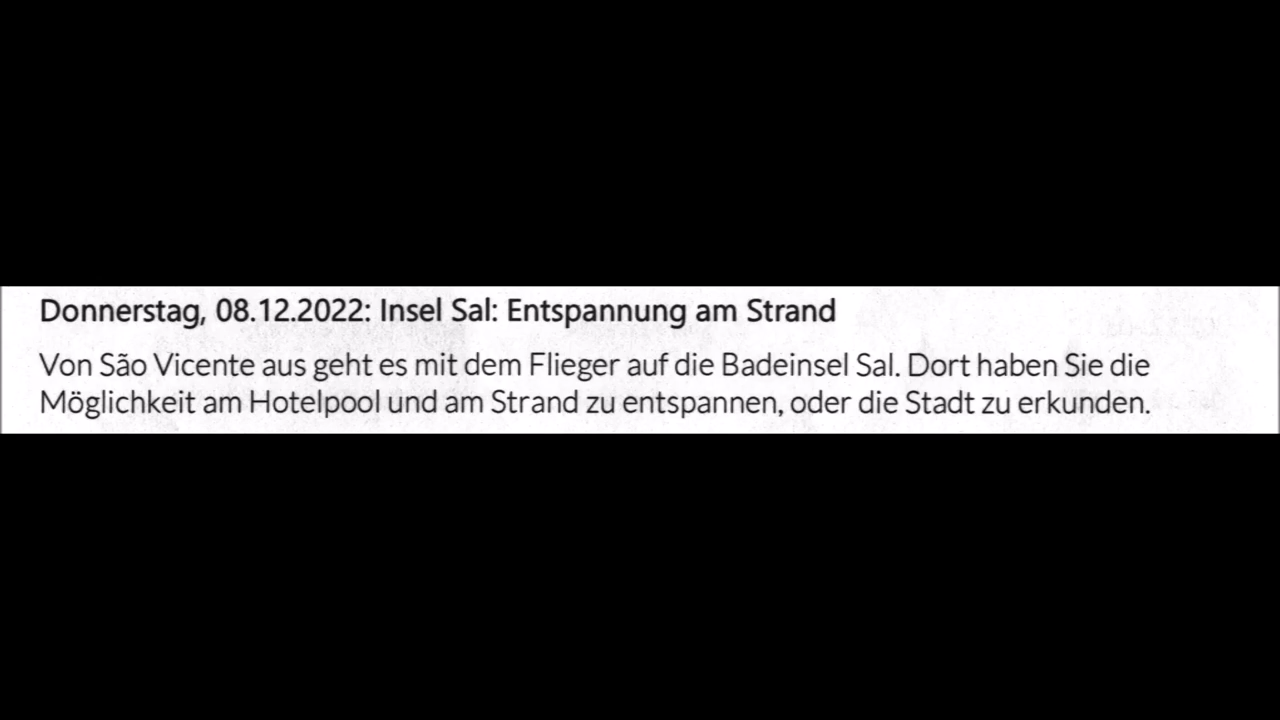 Donnerstag, 08.12.2022: Insel Sal: Entspannung am Strand
Von São Vicente aus geht es mit dem Flieger auf die Badeinsel Sal. Dort haben Sie die
Möglichkeit am Hotelpool und am Strand zu entspannen, oder die Stadt zu erkunden.